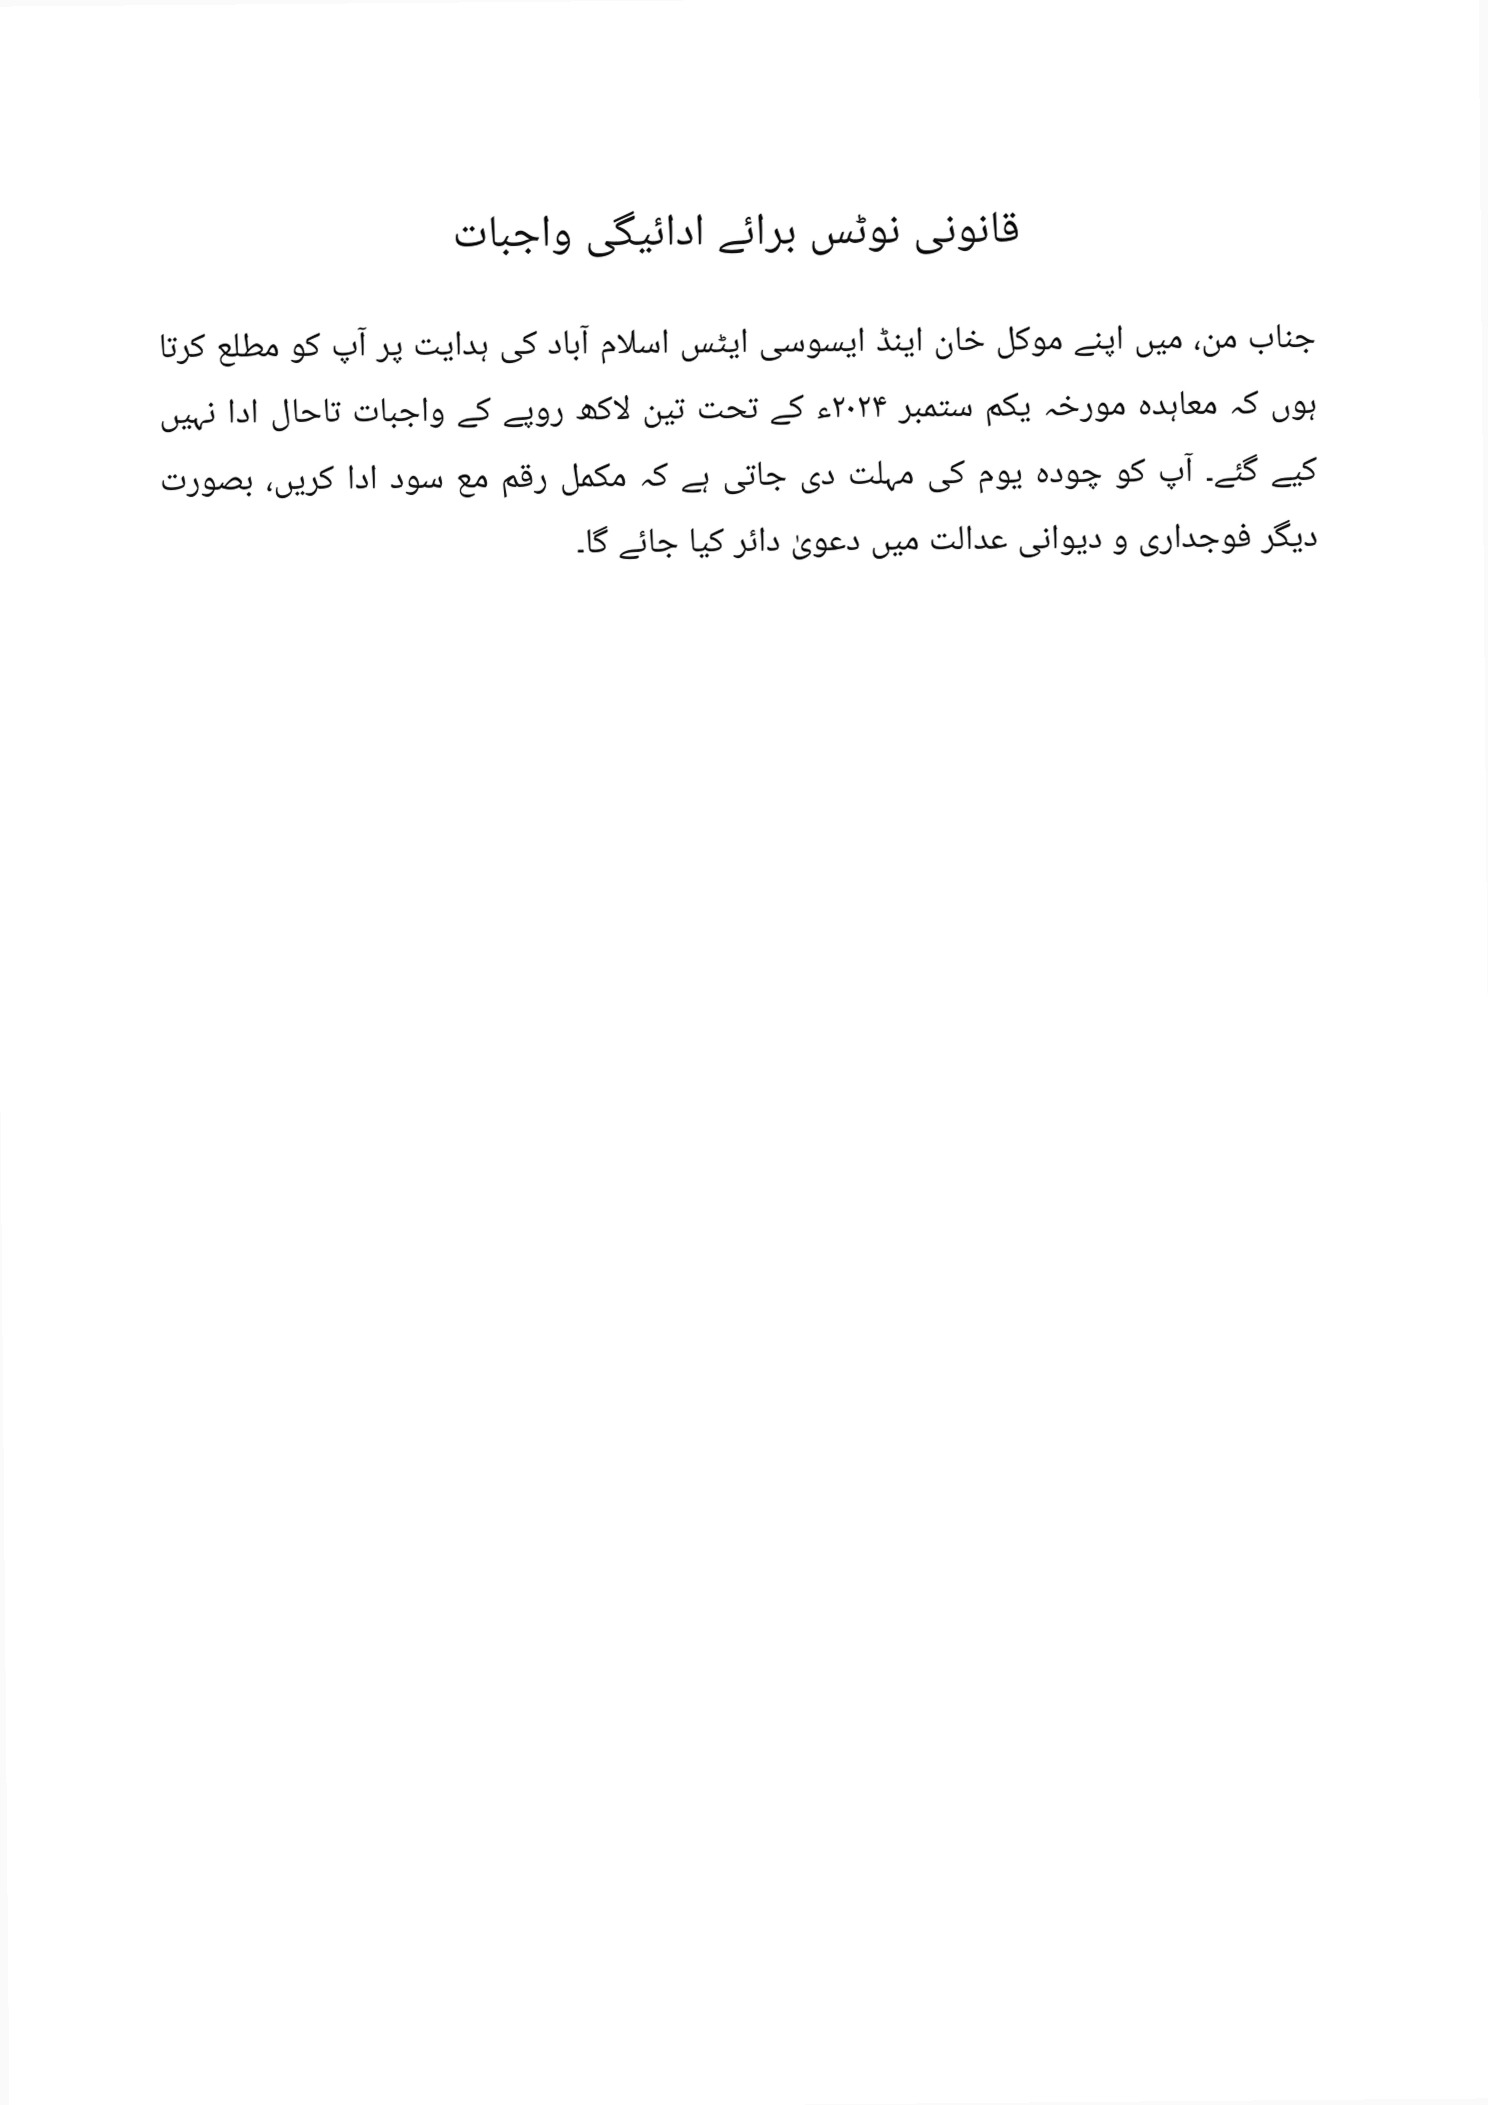 قانونی نوٹس برائے ادائیگی واجبات
جناب من، میں اپنے موکل خان اینڈ ایسوسی ایٹس اسلام آباد کی ہدایت پر آپ کو مطلع کرتا
ہوں کہ معاہدہ مورخہ یکم ستمبر ۲۰۲۴ء کے تحت تین لاکھ روپے کے واجبات تاحال ادا نہیں
کیے گئے۔ آپ کو چودہ یوم کی مہلت دی جاتی ہے کہ مکمل رقم مع سود ادا کریں، بصورت
دیگر فوجداری و دیوانی عدالت میں دعویٰ دائر کیا جائے گا۔